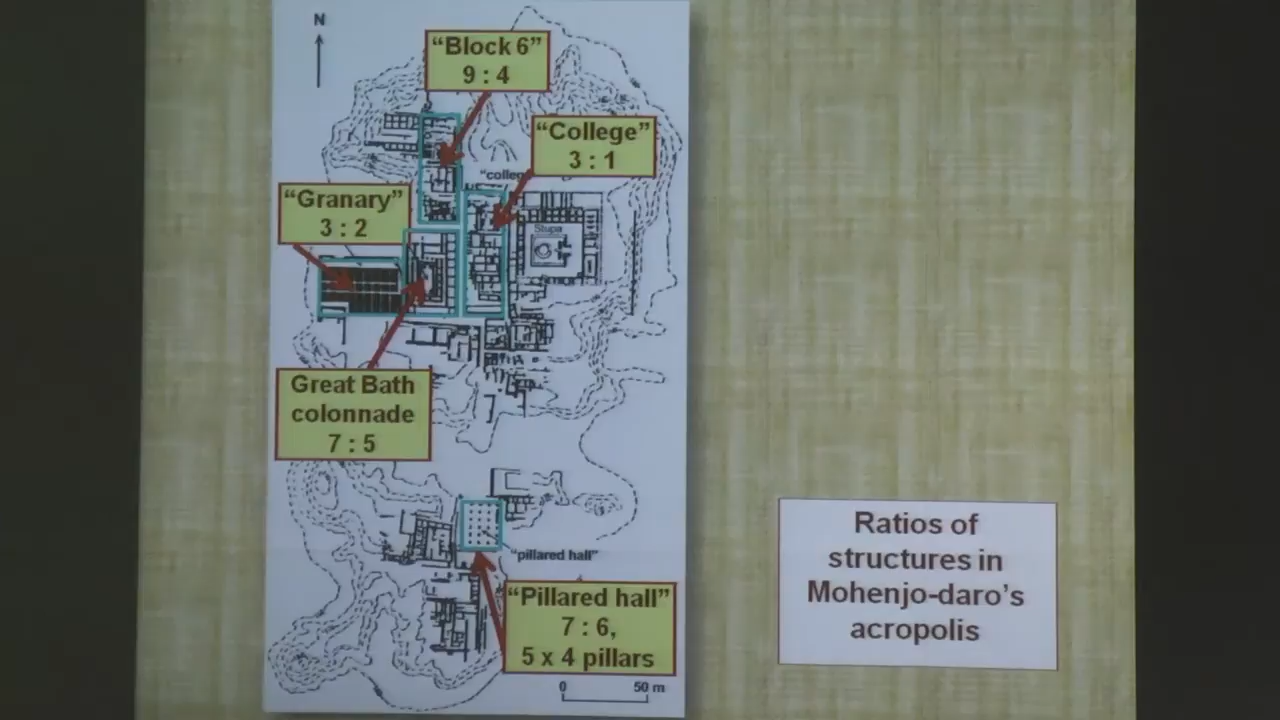 N
“Block 6”
9 : 4
“College”
3 : 1
“colleg
“Granary”
3 : 2
Stupa
Great Bath
colonnade
7 : 5
“pillared hall”
“Pillared hall”
7 : 6,
5 x 4 pillars
0 50 m
Ratios of
structures in
Mohenjo-daro’s
acropolis